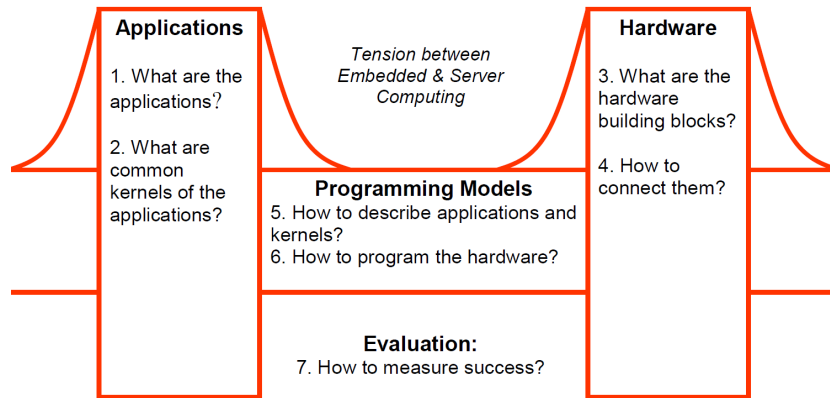 Applications
1. What are the
applications?
2. What are
common
kernels of the
applications?
Tension between
Embedded & Server
Computing
Hardware
3. What are the
hardware
building blocks?
4. How to
connect them?
Programming Models
5. How to describe applications and
kernels?
6. How to program the hardware?
Evaluation:
7. How to measure success?